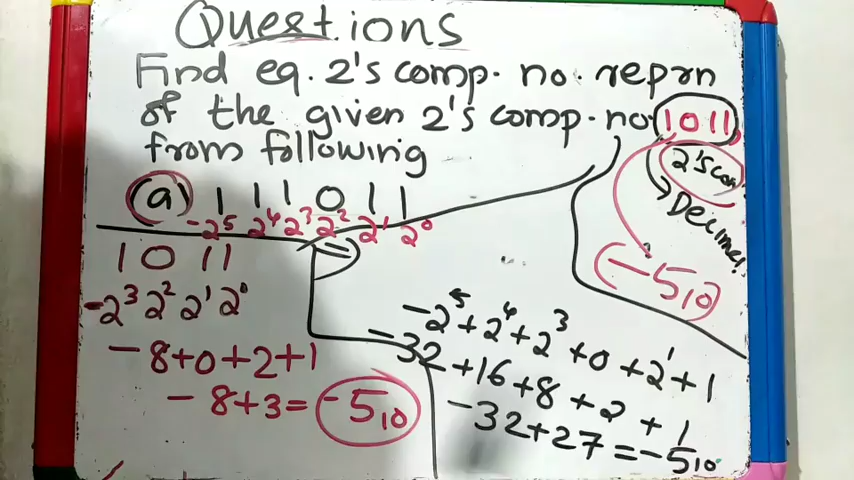 Questions
Find eq. 2's comp. no. reprn
of the given 2's comp. no 1011
from following
2's com
Decimal
(a) 1 1 1 0 1 1
-2⁵ 2⁴ 2³ 2² 2¹ 2⁰
-5₁₀
1 0 1 1
-2³ 2² 2¹ 2⁰
-8+0+2+1
-8+3=-5₁₀
-2⁵+2⁴+2³+0+2¹+1
-32+16+8+2+1
-32+27=-5₁₀